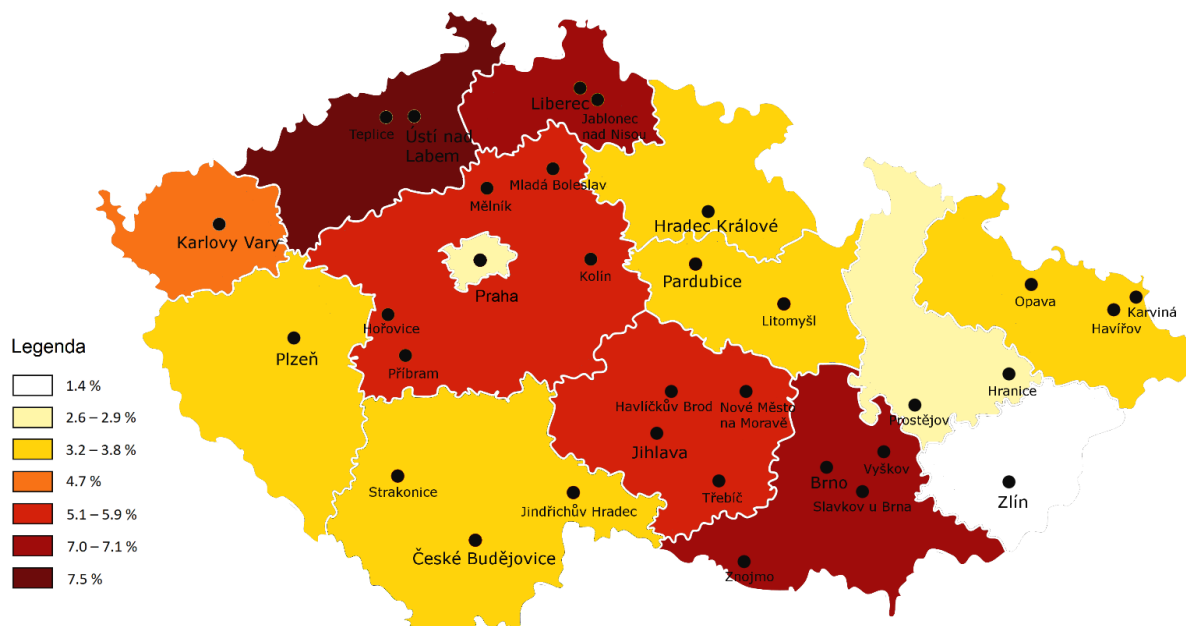 Liberec
Jablonec
nad Nisou
Teplice
Ústí nad
Labem
Mladá Boleslav
Mělník
Karlovy Vary
Hradec Králové
Praha
Kolín
Pardubice
Litomyšl
Opava
Karviná
Havířov
Hořovice
Příbram
Plzeň
Hranice
Prostějov
Havlíčkův Brod
Nové Město
na Moravě
Jihlava
Třebíč
Vyškov
Brno
Slavkov u Brna
Zlín
Strakonice
Jindřichův Hradec
České Budějovice
Znojmo
Legenda
1.4 %
2.6 – 2.9 %
3.2 – 3.8 %
4.7 %
5.1 – 5.9 %
7.0 – 7.1 %
7.5 %